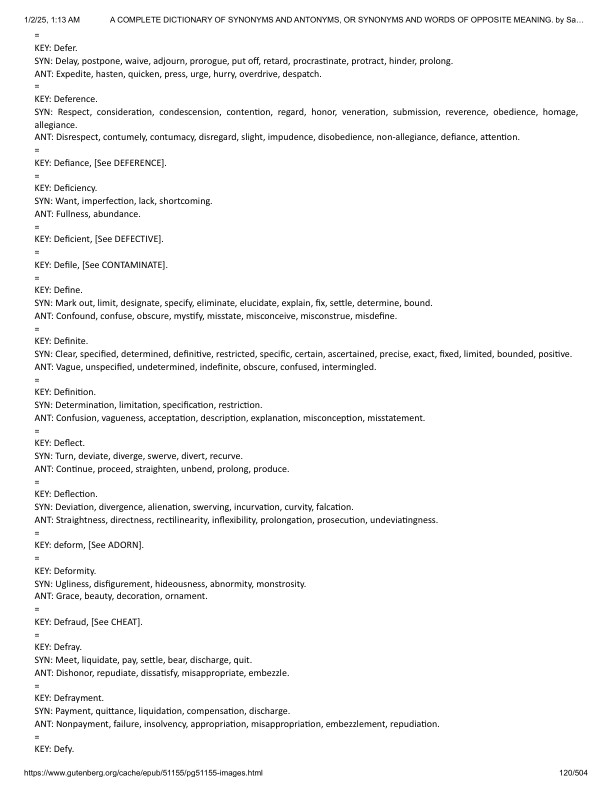 1/2/25, 1:13 AM A COMPLETE DICTIONARY OF SYNONYMS AND ANTONYMS, OR SYNONYMS AND WORDS OF OPPOSITE MEANING. by Sa…
=
KEY: Defer.
SYN: Delay, postpone, waive, adjourn, prorogue, put off, retard, procrastinate, protract, hinder, prolong.
ANT: Expedite, hasten, quicken, press, urge, hurry, overdrive, despatch.
=
KEY: Deference.
SYN: Respect, consideration, condescension, contention, regard, honor, veneration, submission, reverence, obedience, homage,
allegiance.
ANT: Disrespect, contumely, contumacy, disregard, slight, impudence, disobedience, non-allegiance, defiance, attention.
=
KEY: Defiance, [See DEFERENCE].
=
KEY: Deficiency.
SYN: Want, imperfection, lack, shortcoming.
ANT: Fullness, abundance.
=
KEY: Deficient, [See DEFECTIVE].
=
KEY: Defile, [See CONTAMINATE].
=
KEY: Define.
SYN: Mark out, limit, designate, specify, eliminate, elucidate, explain, fix, settle, determine, bound.
ANT: Confound, confuse, obscure, mystify, misstate, misconceive, misconstrue, misdefine.
=
KEY: Definite.
SYN: Clear, specified, determined, definitive, restricted, specific, certain, ascertained, precise, exact, fixed, limited, bounded, positive.
ANT: Vague, unspecified, undetermined, indefinite, obscure, confused, intermingled.
=
KEY: Definition.
SYN: Determination, limitation, specification, restriction.
ANT: Confusion, vagueness, acceptation, description, explanation, misconception, misstatement.
=
KEY: Deflect.
SYN: Turn, deviate, diverge, swerve, divert, recurve.
ANT: Continue, proceed, straighten, unbend, prolong, produce.
=
KEY: Deflection.
SYN: Deviation, divergence, alienation, swerving, incurvation, curvity, falcation.
ANT: Straightness, directness, rectilinearity, inflexibility, prolongation, prosecution, undeviatingness.
=
KEY: deform, [See ADORN].
=
KEY: Deformity.
SYN: Ugliness, disfigurement, hideousness, abnormity, monstrosity.
ANT: Grace, beauty, decoration, ornament.
=
KEY: Defraud, [See CHEAT].
=
KEY: Defray.
SYN: Meet, liquidate, pay, settle, bear, discharge, quit.
ANT: Dishonor, repudiate, dissatisfy, misappropriate, embezzle.
=
KEY: Defrayment.
SYN: Payment, quittance, liquidation, compensation, discharge.
ANT: Nonpayment, failure, insolvency, appropriation, misappropriation, embezzlement, repudiation.
=
KEY: Defy.
https://www.gutenberg.org/cache/epub/51155/pg51155-images.html 120/504